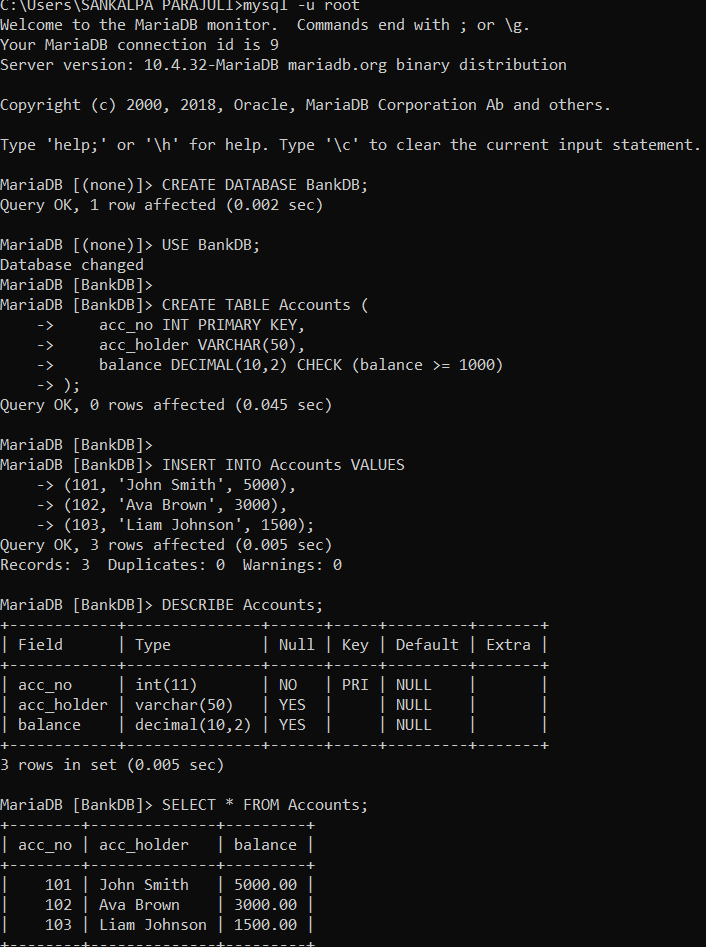 C:\Users\SANKALPA PARAJULI>mysql -u root
Welcome to the MariaDB monitor.  Commands end with ; or \g.
Your MariaDB connection id is 9
Server version: 10.4.32-MariaDB mariadb.org binary distribution

Copyright (c) 2000, 2018, Oracle, MariaDB Corporation Ab and others.

Type 'help;' or '\h' for help. Type '\c' to clear the current input statement.

MariaDB [(none)]> CREATE DATABASE BankDB;
Query OK, 1 row affected (0.002 sec)

MariaDB [(none)]> USE BankDB;
Database changed
MariaDB [BankDB]>
MariaDB [BankDB]> CREATE TABLE Accounts (
    ->     acc_no INT PRIMARY KEY,
    ->     acc_holder VARCHAR(50),
    ->     balance DECIMAL(10,2) CHECK (balance >= 1000)
    -> );
Query OK, 0 rows affected (0.045 sec)

MariaDB [BankDB]>
MariaDB [BankDB]> INSERT INTO Accounts VALUES
    -> (101, 'John Smith', 5000),
    -> (102, 'Ava Brown', 3000),
    -> (103, 'Liam Johnson', 1500);
Query OK, 3 rows affected (0.005 sec)
Records: 3  Duplicates: 0  Warnings: 0

MariaDB [BankDB]> DESCRIBE Accounts;
+------------+---------------+------+-----+---------+-------+
| Field      | Type          | Null | Key | Default | Extra |
+------------+---------------+------+-----+---------+-------+
| acc_no     | int(11)       | NO   | PRI | NULL    |       |
| acc_holder | varchar(50)   | YES  |     | NULL    |       |
| balance    | decimal(10,2) | YES  |     | NULL    |       |
+------------+---------------+------+-----+---------+-------+
3 rows in set (0.005 sec)

MariaDB [BankDB]> SELECT * FROM Accounts;
+--------+--------------+---------+
| acc_no | acc_holder   | balance |
+--------+--------------+---------+
|    101 | John Smith   | 5000.00 |
|    102 | Ava Brown    | 3000.00 |
|    103 | Liam Johnson | 1500.00 |
+--------+--------------+---------+